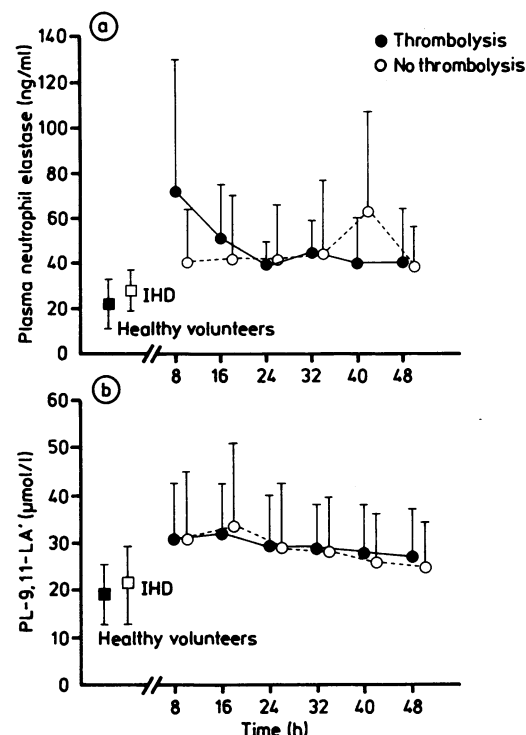 a
Plasma neutrophil elastase (ng/ml)
140
120
100
80
60
40
20
0
Thrombolysis
No thrombolysis
IHD
Healthy volunteers
8 16 24 32 40 48
b
PL-9,11-LA' (µmol/l)
60
50
40
30
20
10
0
IHD
Healthy volunteers
8 16 24 32 40 48
Time (h)